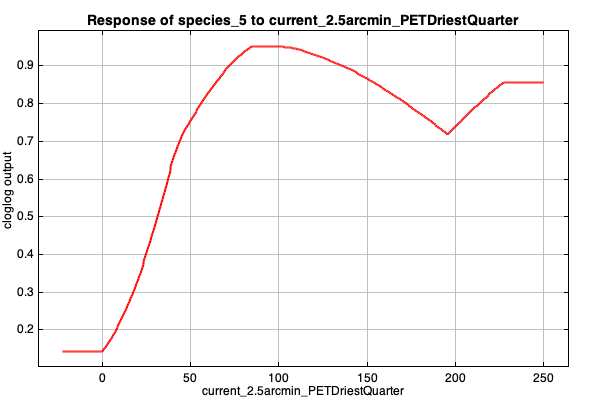 Response of species_5 to current_2.5arcmin_PETDriestQuarter
cloglog output
0.9
0.8
0.7
0.6
0.5
0.4
0.3
0.2
0 50 100 150 200 250
current_2.5arcmin_PETDriestQuarter